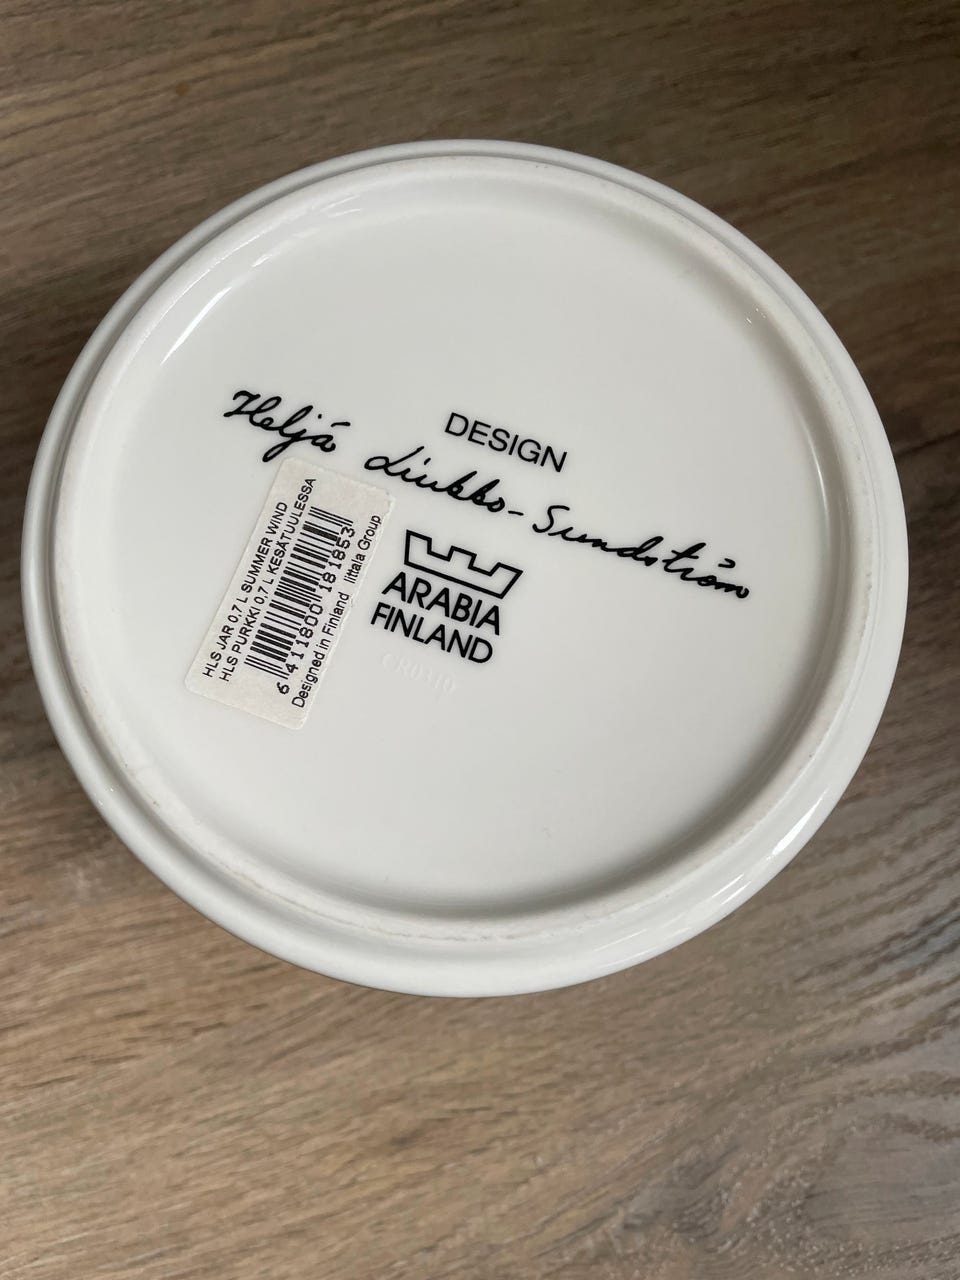 DESIGN
Heljá Liukko-Sundström
ARABIA
FINLAND
HLS JAR 0,7 L SUMMER WIND
HLS PURKKI 0,7 L KESÄTUULESSA
6 411800 181853
Designed in Finland iittala Group